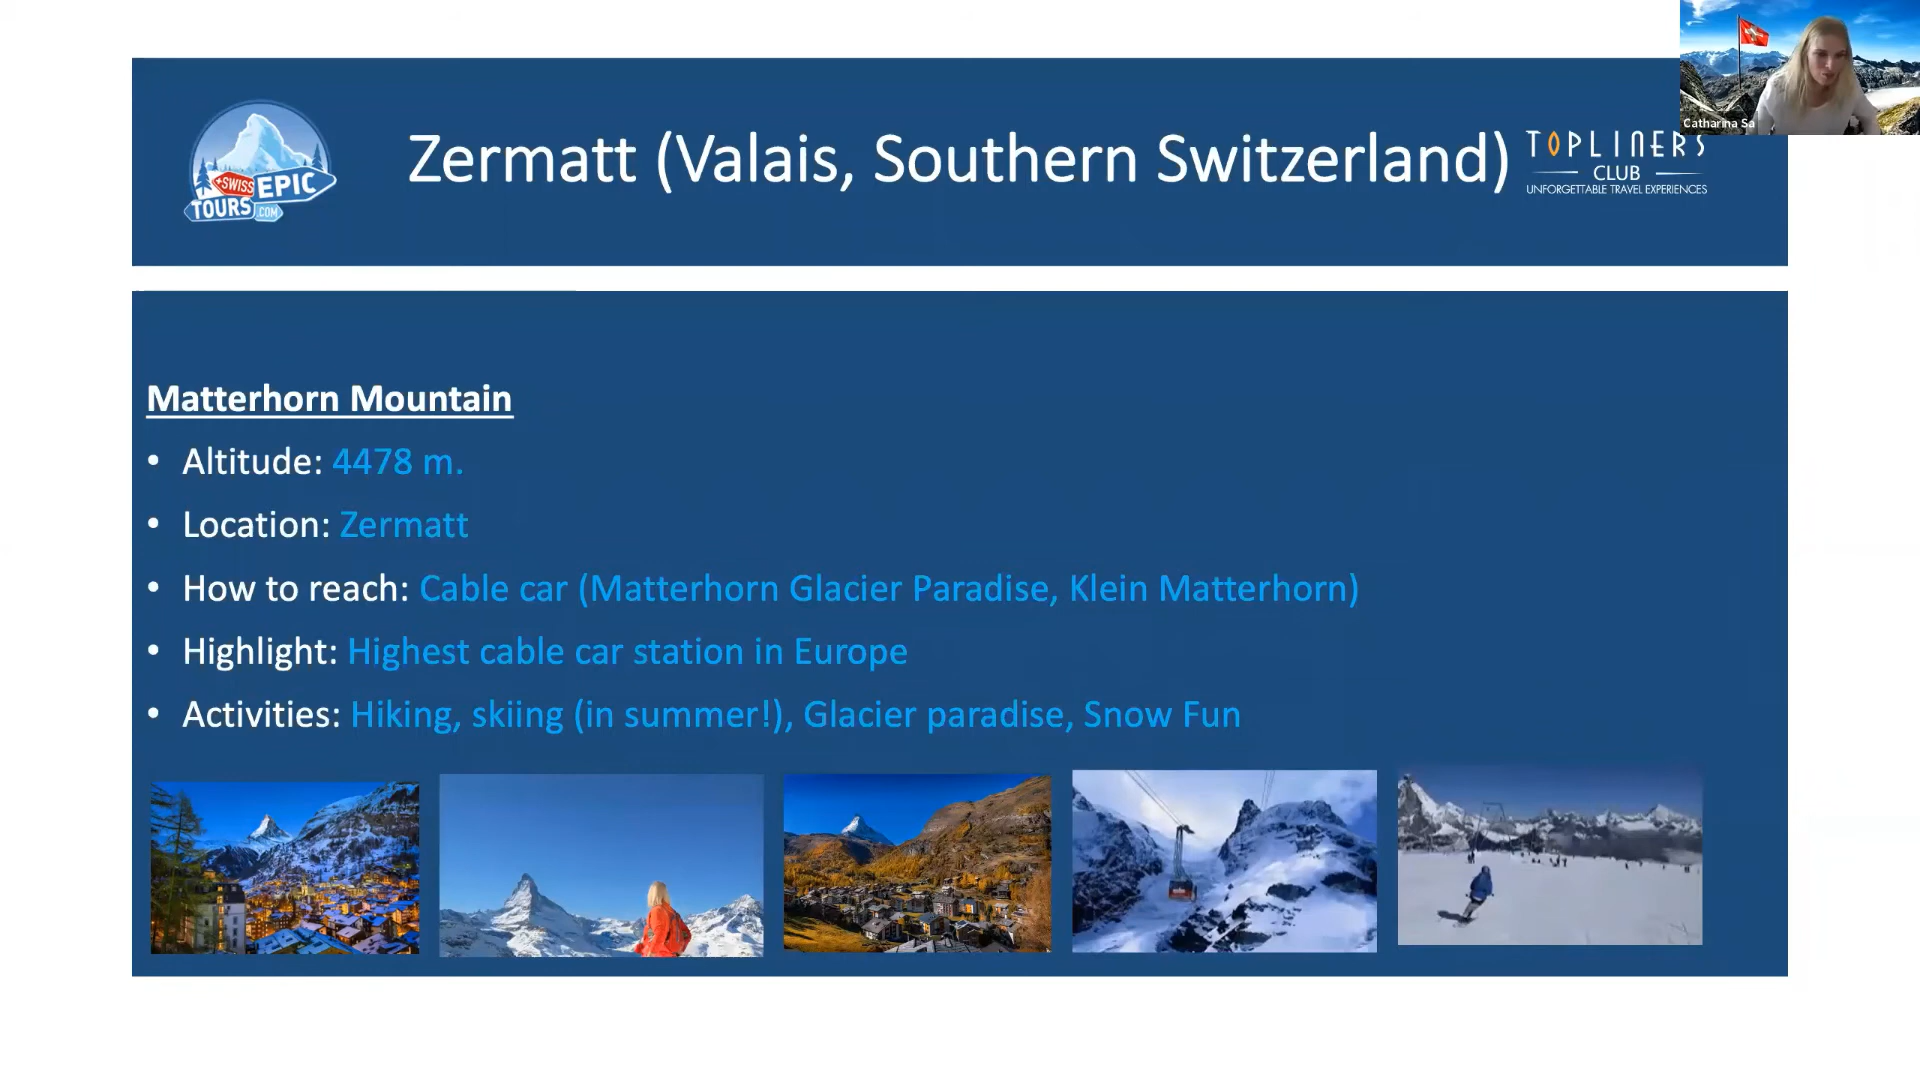 Catharina Sa
SWISS EPIC
TOURS.COM
Zermatt (Valais, Southern Switzerland)
TOPLINERS
CLUB
UNFORGETTABLE TRAVEL EXPERIENCES
Matterhorn Mountain
• Altitude: 4478 m.
• Location: Zermatt
• How to reach: Cable car (Matterhorn Glacier Paradise, Klein Matterhorn)
• Highlight: Highest cable car station in Europe
• Activities: Hiking, skiing (in summer!), Glacier paradise, Snow Fun